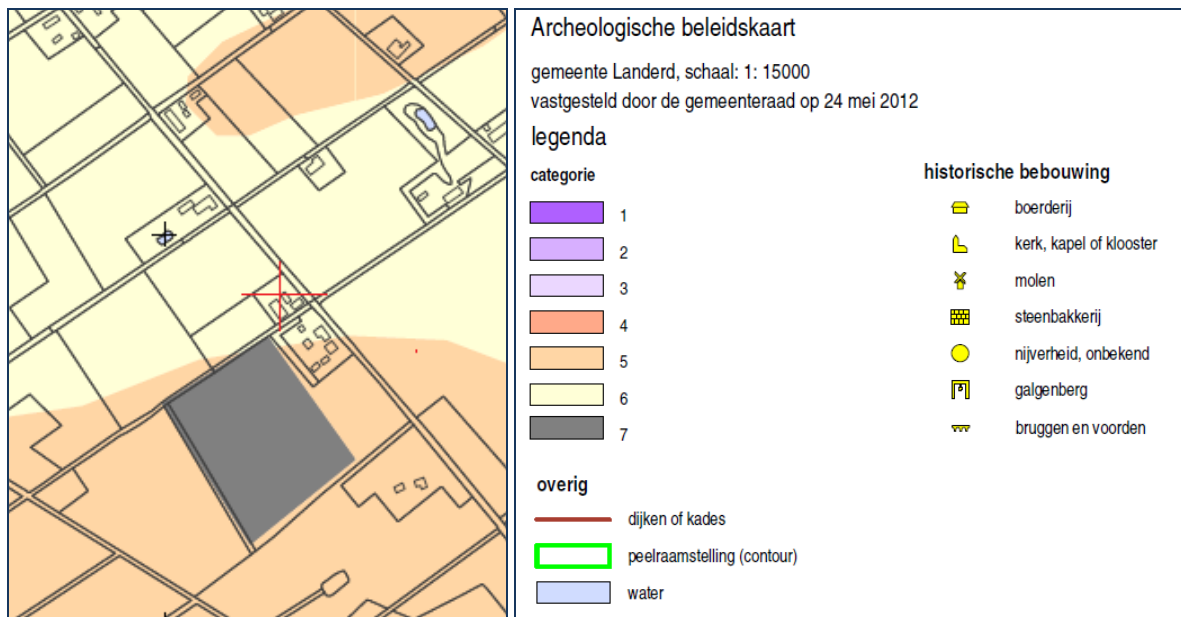 Archeologische beleidskaart
gemeente Landerd, schaal: 1: 15000
vastgesteld door de gemeenteraad op 24 mei 2012
legenda
categorie
1
2
3
4
5
6
7
historische bebouwing
boerderij
kerk, kapel of klooster
molen
steenbakkerij
nijverheid, onbekend
galgenberg
bruggen en voorden
overig
dijken of kades
peelraamstelling (contour)
water